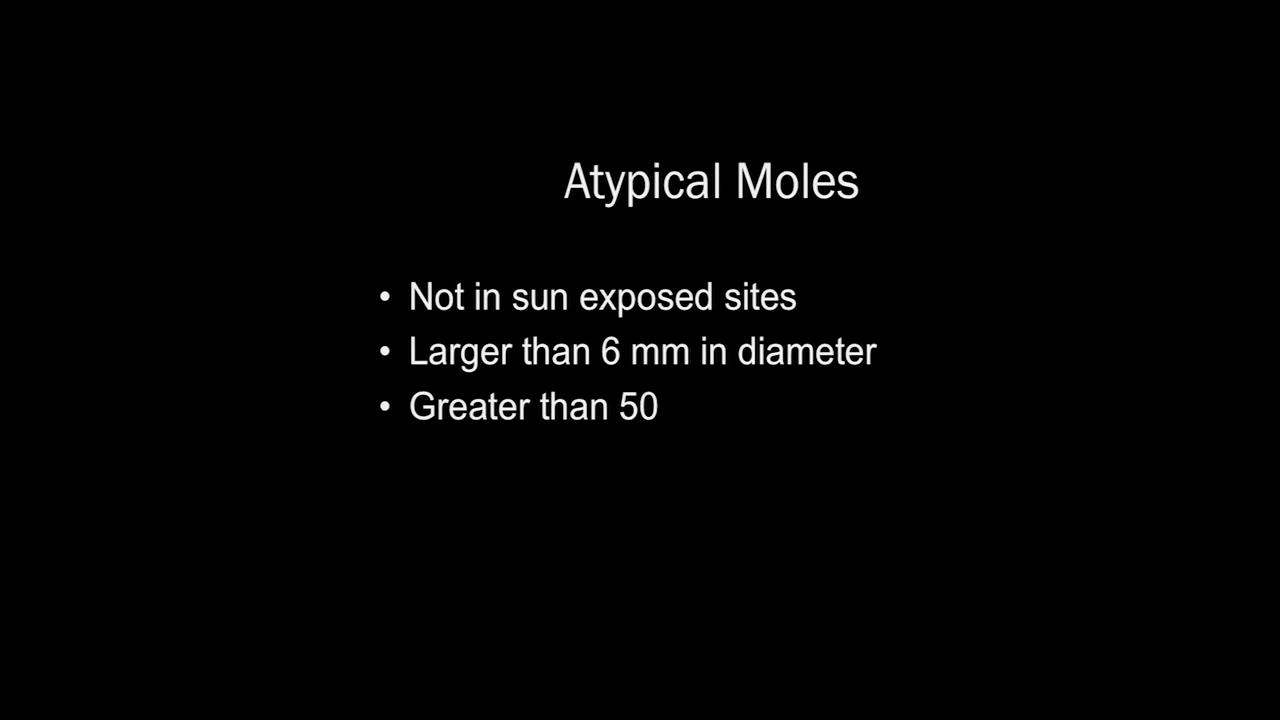 Atypical Moles
• Not in sun exposed sites
• Larger than 6 mm in diameter
• Greater than 50